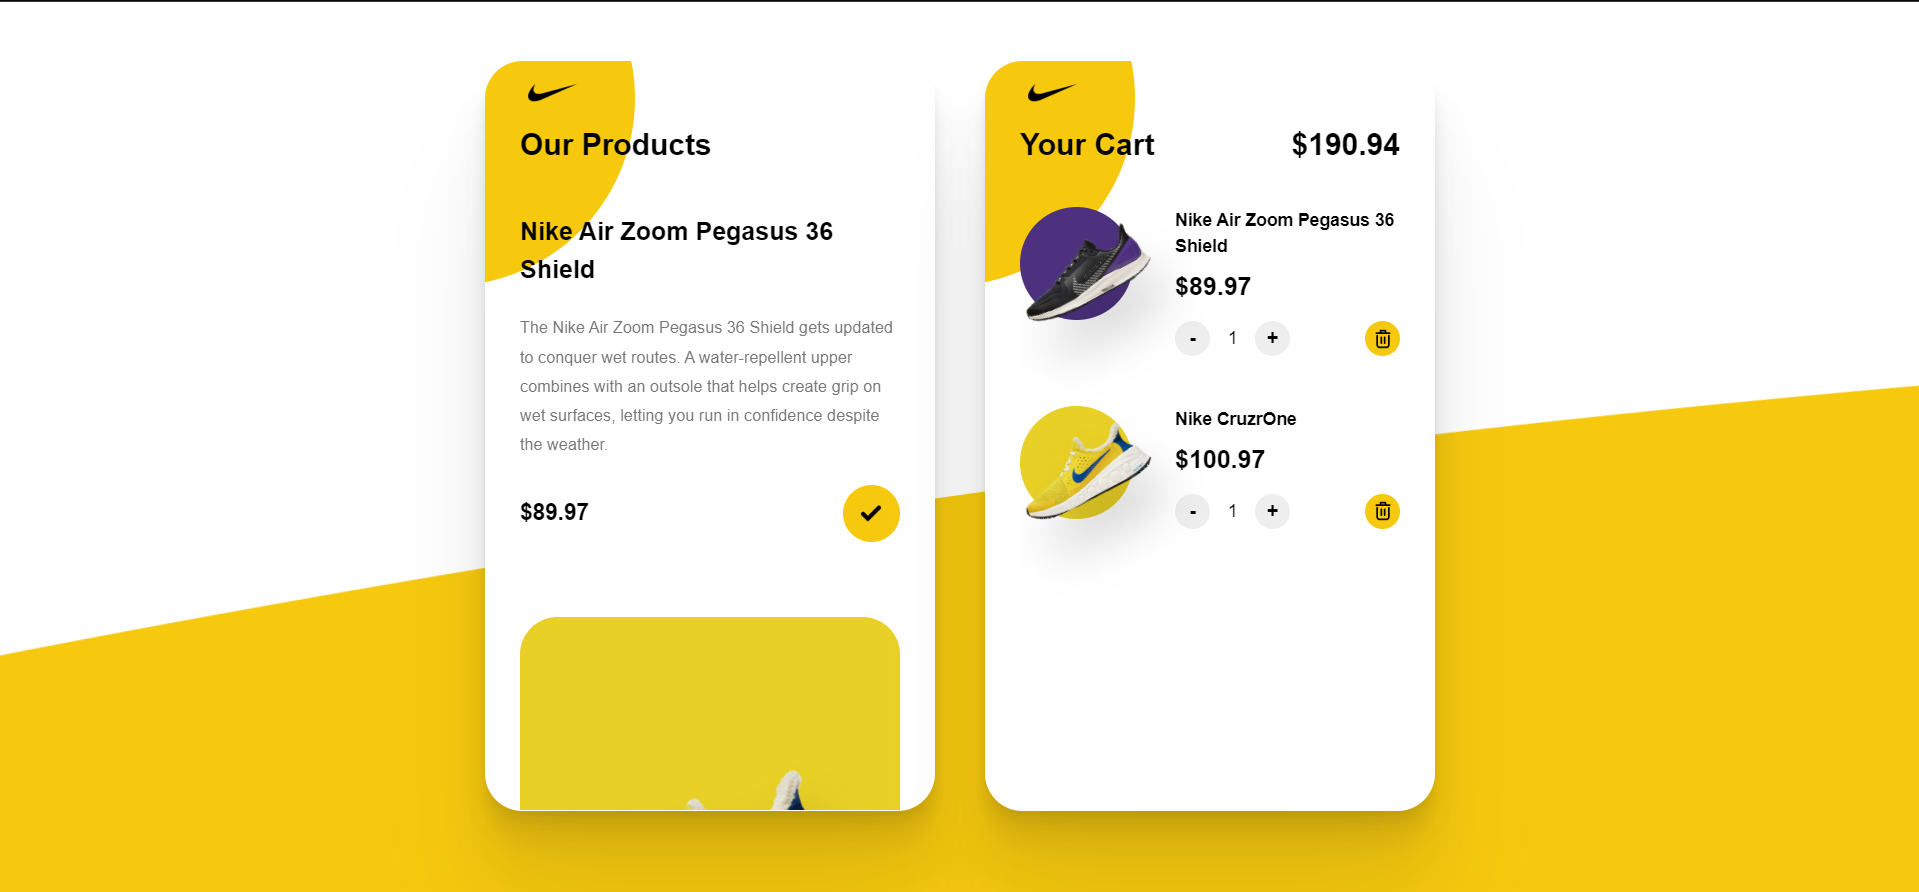 Our Products
Nike Air Zoom Pegasus 36
Shield
The Nike Air Zoom Pegasus 36 Shield gets updated
to conquer wet routes. A water-repellent upper
combines with an outsole that helps create grip on
wet surfaces, letting you run in confidence despite
the weather.
$89.97
Your Cart $190.94
Nike Air Zoom Pegasus 36
Shield
$89.97
- 1 +
Nike CruzrOne
$100.97
- 1 +